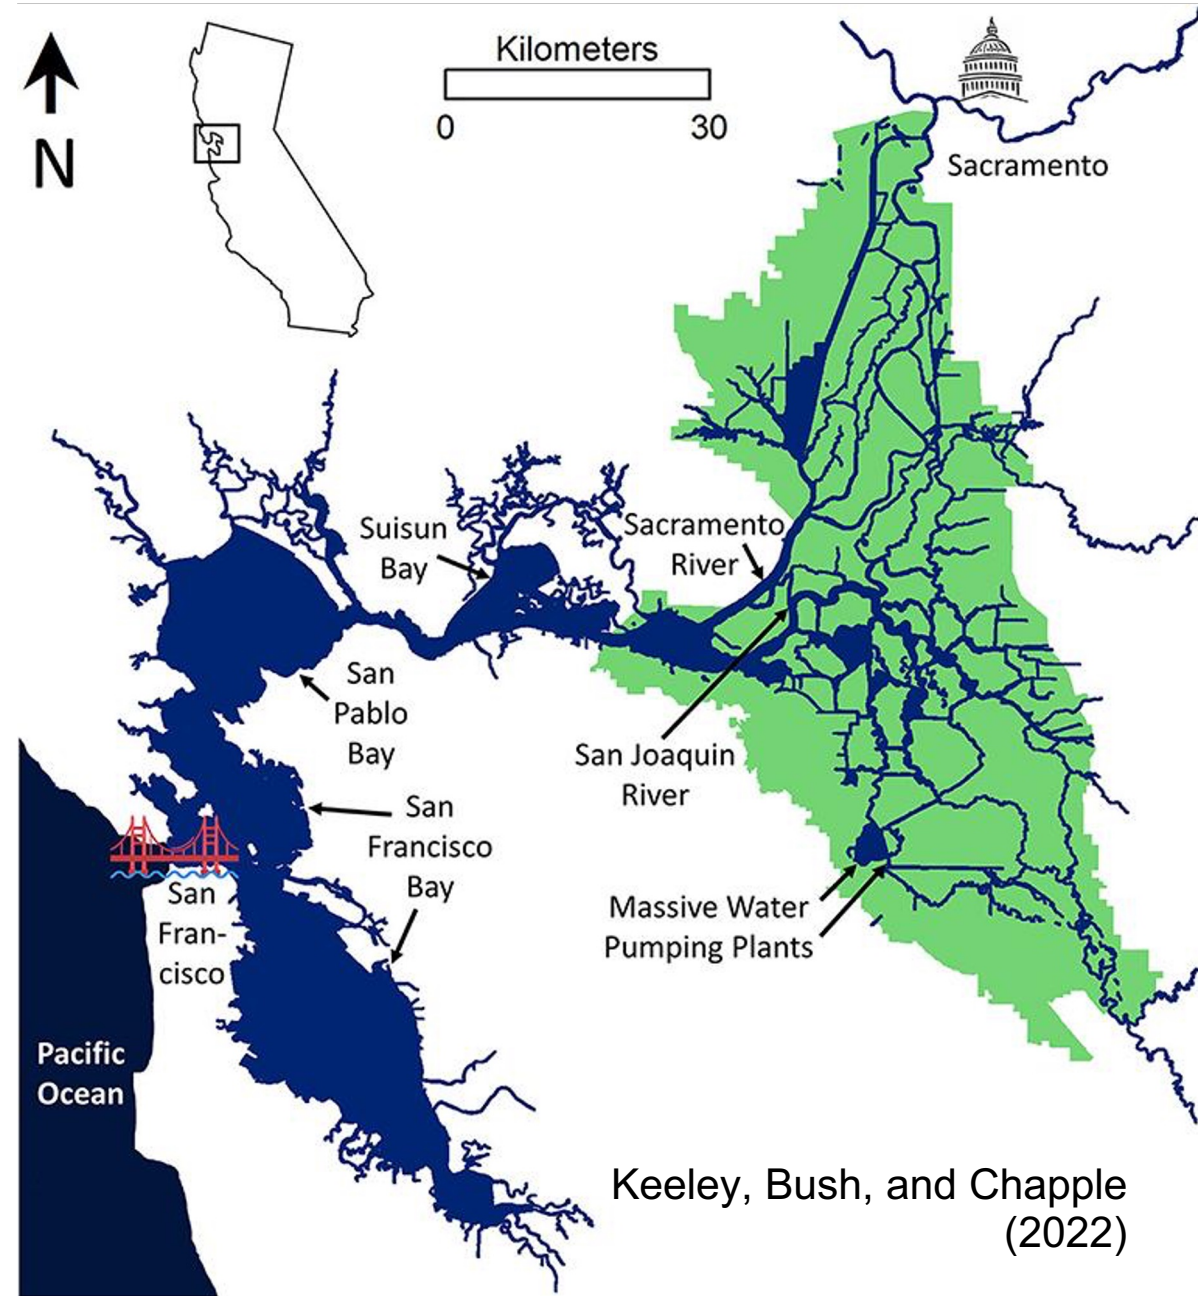 Kilometers
0 30
N
Sacramento
Suisun
Bay
Sacramento
River
San
Pablo
Bay
San Joaquin
River
San
Francisco
Bay
San
Fran-
cisco
Massive Water
Pumping Plants
Pacific
Ocean
Keeley, Bush, and Chapple
(2022)